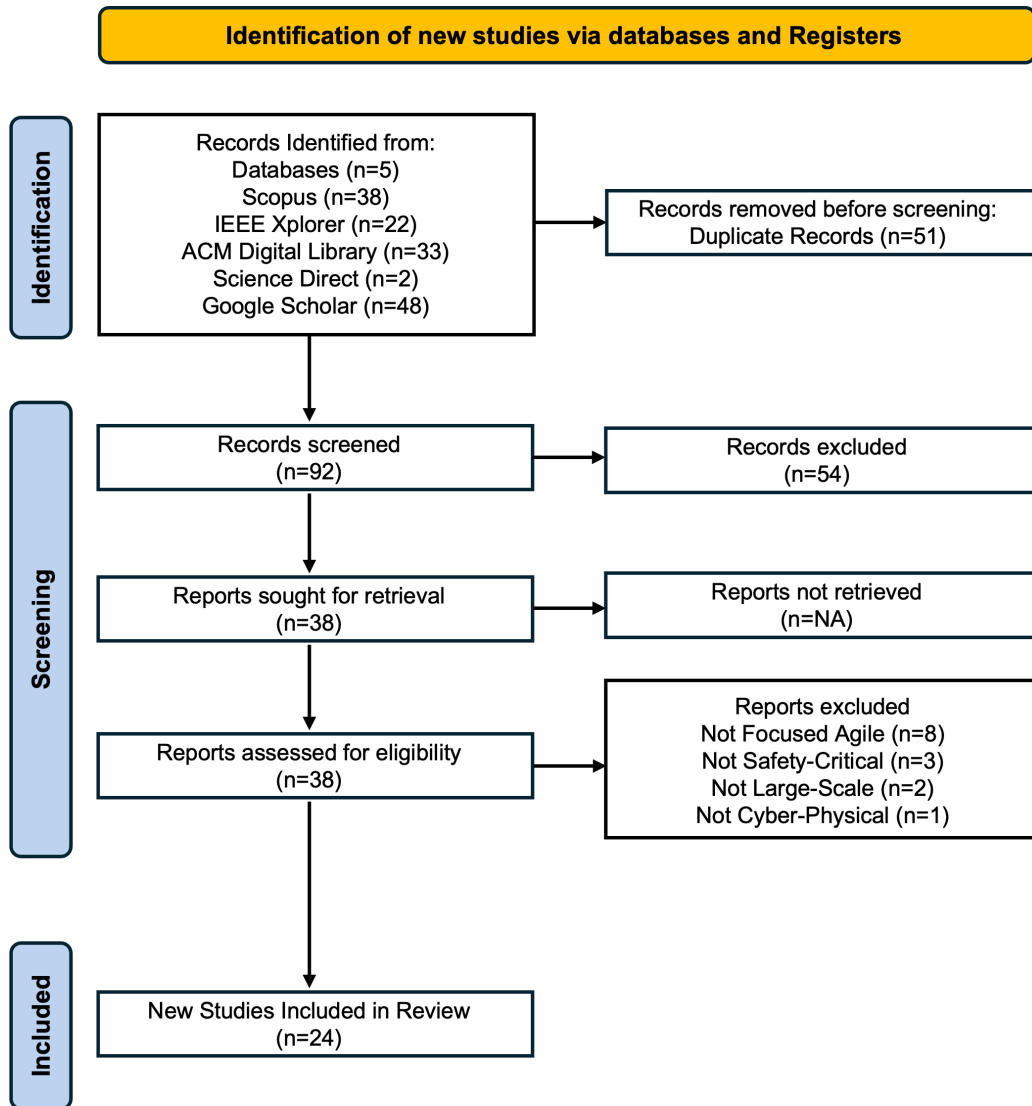 Identification of new studies via databases and Registers
Identification
Records Identified from:
Databases (n=5)
Scopus (n=38)
IEEE Xplorer (n=22)
ACM Digital Library (n=33)
Science Direct (n=2)
Google Scholar (n=48)
Records removed before screening:
Duplicate Records (n=51)
Screening
Records screened
(n=92)
Records excluded
(n=54)
Reports sought for retrieval
(n=38)
Reports not retrieved
(n=NA)
Reports assessed for eligibility
(n=38)
Reports excluded
Not Focused Agile (n=8)
Not Safety-Critical (n=3)
Not Large-Scale (n=2)
Not Cyber-Physical (n=1)
Included
New Studies Included in Review
(n=24)